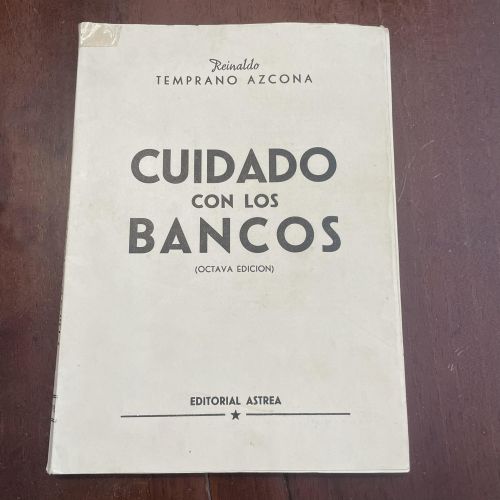 Reinaldo
TEMPRANO AZCONA
CUIDADO
CON LOS
BANCOS
(OCTAVA EDICION)
EDITORIAL ASTREA